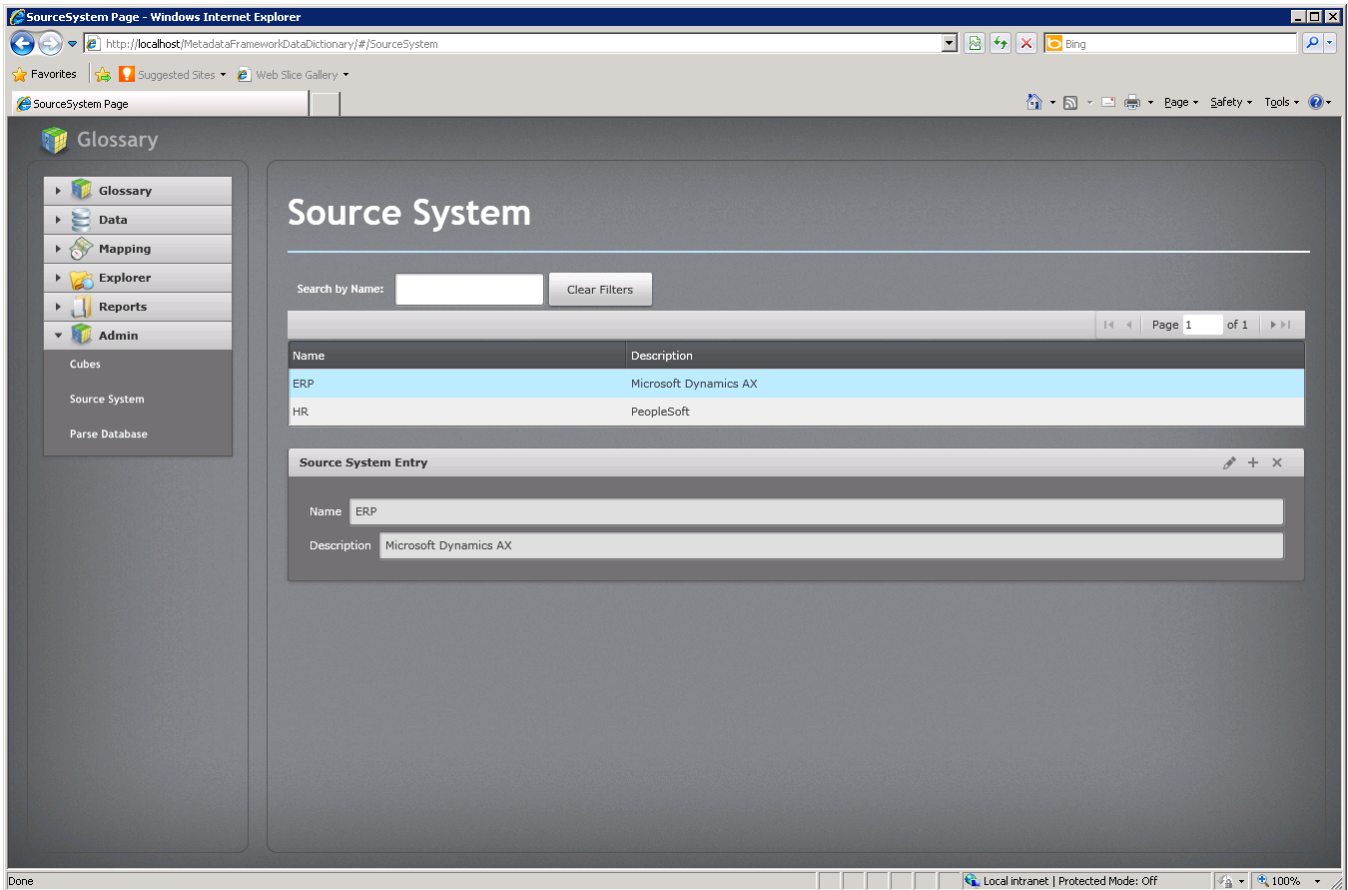 SourceSystem Page - Windows Internet Explorer
http://localhost/MetadataFrameworkDataDictionary/#/SourceSystem
Bing
Favorites Suggested Sites Web Slice Gallery
SourceSystem Page
Page Safety Tools
Glossary
Glossary
Data
Mapping
Explorer
Reports
Admin
Cubes
Source System
Parse Database
Source System
Search by Name: Clear Filters
Page 1 of 1
Name Description
ERP Microsoft Dynamics AX
HR PeopleSoft
Source System Entry
Name ERP
Description Microsoft Dynamics AX
Done Local intranet | Protected Mode: Off 100%